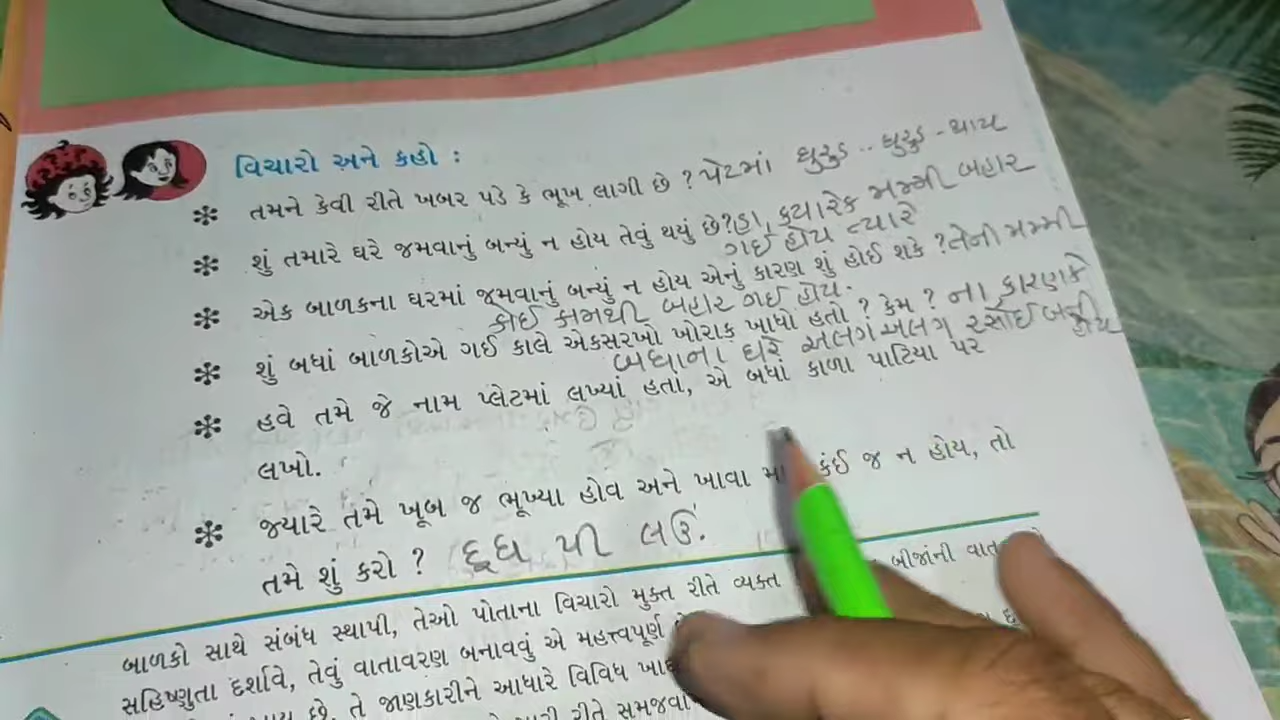 વિચારો અને કહો :
તમને કેવી રીતે ખબર પડે કે ભૂખ લાગી છે ? પેટમાં ઘુરુડ .. ઘુરુડ - થાય
શું તમારે ઘરે જમવાનું બન્યું ન હોય તેવું થયું છે? હા, ક્યારેક મમ્મી બહાર
ગઈ હોય ત્યારે
એક બાળકના ઘરમાં જમવાનું બન્યું ન હોય એનું કારણ શું હોઈ શકે ? તેની મમ્મી
કોઈ કામથી બહાર ગઈ હોય.
શું બધાં બાળકોએ ગઈ કાલે એકસરખો ખોરાક ખાધો હતો ? કેમ ? ના કારણકે
બધાના ઘરે અલગ અલગ રસોઈ બની હોય
હવે તમે જે નામ પ્લેટમાં લખ્યાં હતાં, એ બધાં કાળા પાટિયા પર
લખો.
જ્યારે તમે ખૂબ જ ભૂખ્યા હોવ અને ખાવા કંઈ જ ન હોય, તો
તમે શું કરો ? દૂધ પી લઉં.
બાળકો સાથે સંબંધ સ્થાપી, તેઓ પોતાના વિચારો મુક્ત રીતે વ્યક્ત બીજાંની
સહિષ્ણુતા દર્શાવે, તેવું વાતાવરણ બનાવવું એ મહત્ત્વપૂર્ણ
છે. તે જાણકારીને આધારે વિવિધ
રીતે